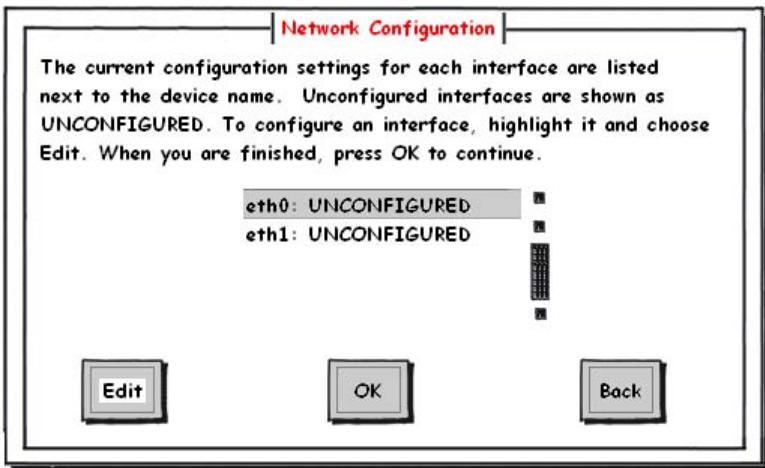 Network Configuration
The current configuration settings for each interface are listed
next to the device name. Unconfigured interfaces are shown as
UNCONFIGURED. To configure an interface, highlight it and choose
Edit. When you are finished, press OK to continue.
eth0: UNCONFIGURED
eth1: UNCONFIGURED
Edit OK Back